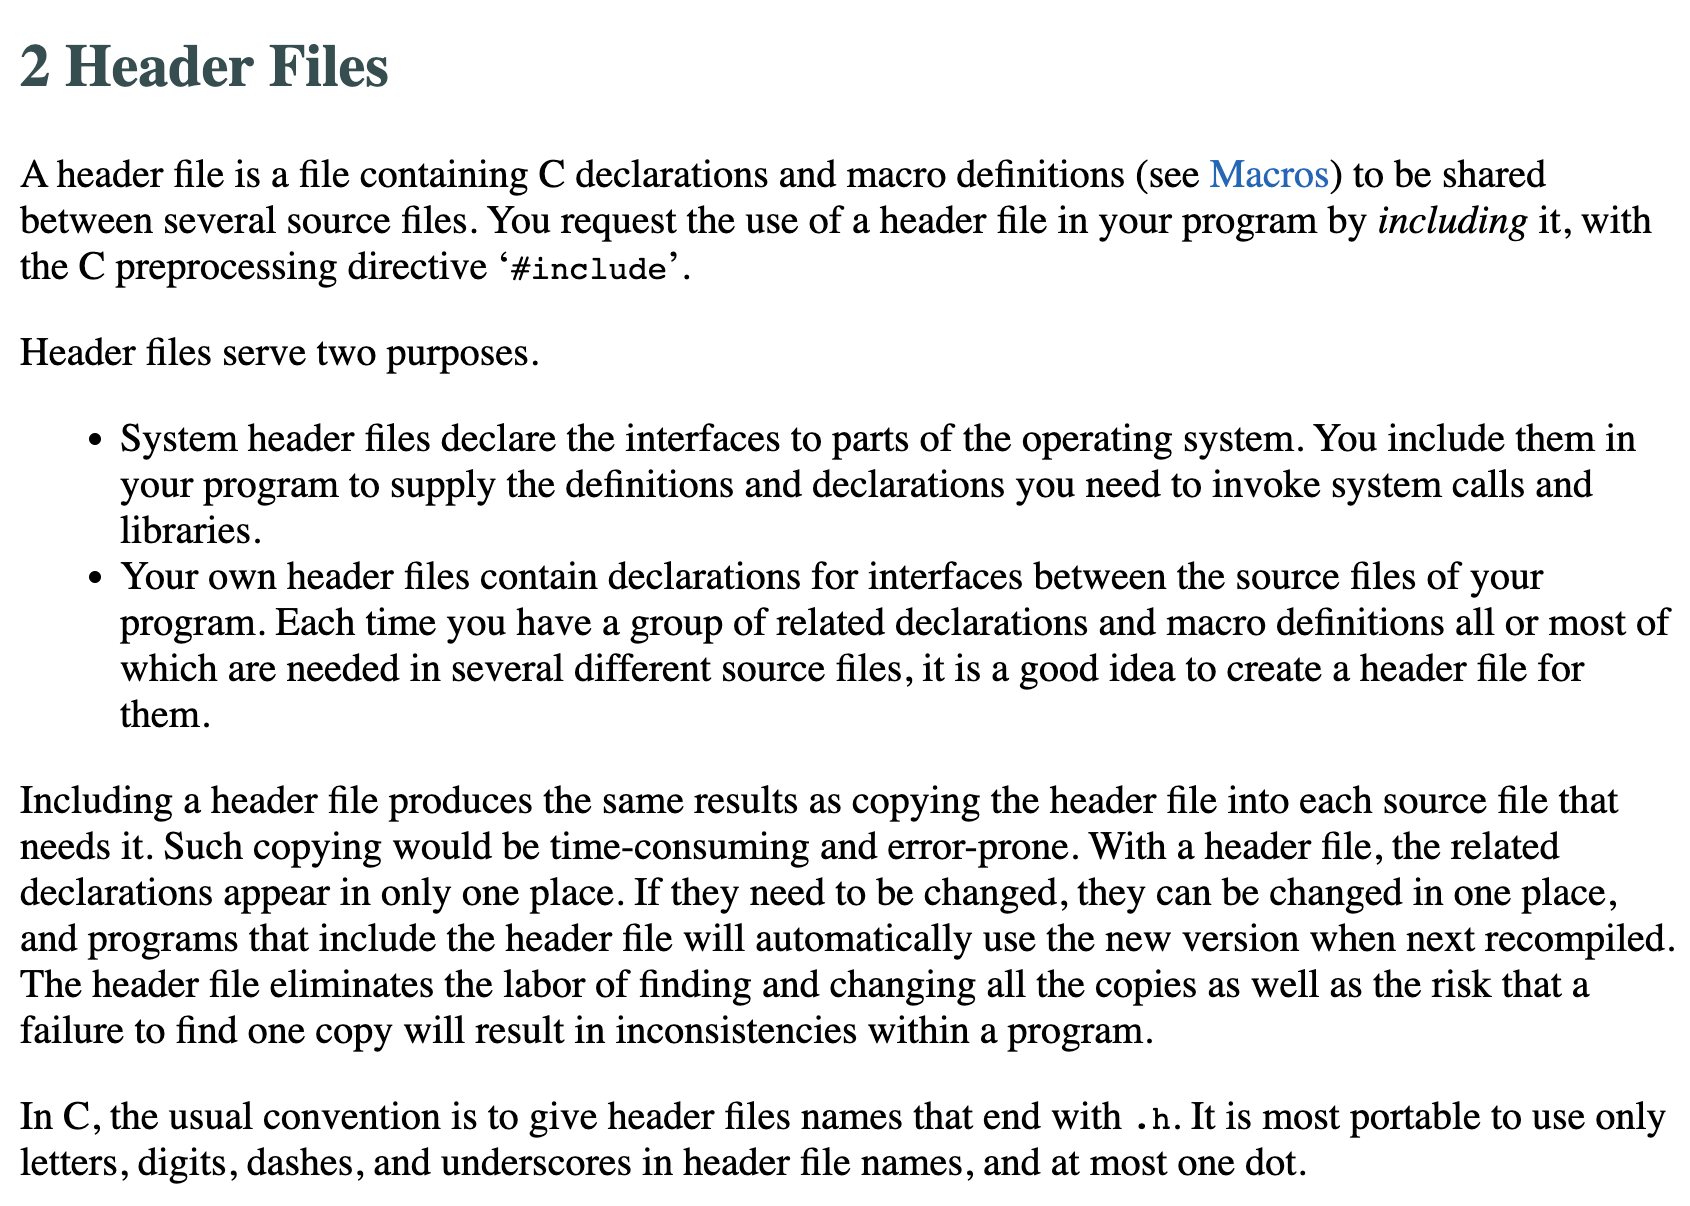 2 Header Files
A header file is a file containing C declarations and macro definitions (see Macros) to be shared
between several source files. You request the use of a header file in your program by including it, with
the C preprocessing directive ‘#include’.
Header files serve two purposes.
• System header files declare the interfaces to parts of the operating system. You include them in
your program to supply the definitions and declarations you need to invoke system calls and
libraries.
• Your own header files contain declarations for interfaces between the source files of your
program. Each time you have a group of related declarations and macro definitions all or most of
which are needed in several different source files, it is a good idea to create a header file for
them.
Including a header file produces the same results as copying the header file into each source file that
needs it. Such copying would be time-consuming and error-prone. With a header file, the related
declarations appear in only one place. If they need to be changed, they can be changed in one place,
and programs that include the header file will automatically use the new version when next recompiled.
The header file eliminates the labor of finding and changing all the copies as well as the risk that a
failure to find one copy will result in inconsistencies within a program.
In C, the usual convention is to give header files names that end with .h. It is most portable to use only
letters, digits, dashes, and underscores in header file names, and at most one dot.